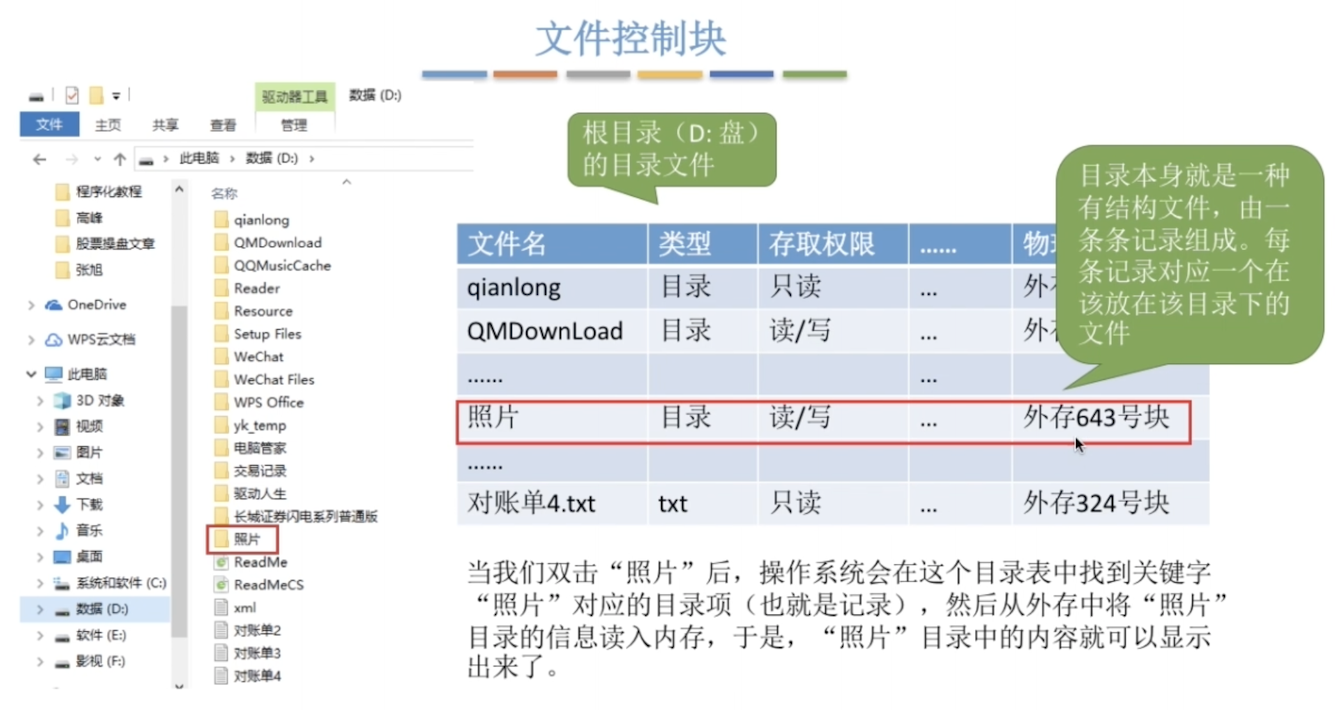 文件控制块
驱动器工具
数据 (D:)
文件
主页
共享
查看
管理
此电脑
数据 (D:)
程序化教程
高峰
股票操盘文章
张旭
OneDrive
WPS云文档
此电脑
3D 对象
视频
图片
文档
下载
音乐
桌面
系统和软件 (C:)
数据 (D:)
软件 (E:)
影视 (F:)
名称
qianlong
QMDownload
QQMusicCache
Reader
Resource
Setup Files
WeChat
WeChat Files
WPS Office
yk_temp
电脑管家
交易记录
驱动人生
长城证券闪电系列普通版
照片
ReadMe
ReadMeCS
xml
对账单2
对账单3
对账单4
根目录（D: 盘）
的目录文件
目录本身就是一种
有结构文件，由一
条条记录组成。每
条记录对应一个在
该放在该目录下的
文件
文件名 类型 存取权限 …… 物
qianlong 目录 只读 … 外
QMDownLoad 目录 读/写 … 外
…… …
照片 目录 读/写 … 外存643号块
……
对账单4.txt txt 只读 … 外存324号块
当我们双击“照片”后，操作系统会在这个目录表中找到关键字
“照片”对应的目录项（也就是记录），然后从外存中将“照片”
目录的信息读入内存，于是，“照片”目录中的内容就可以显示
出来了。